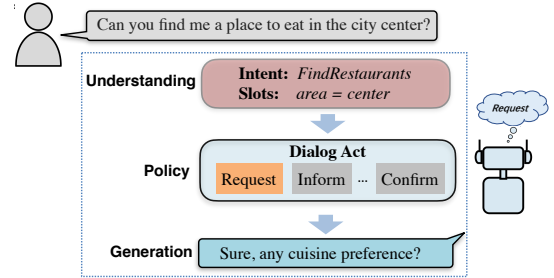 Can you find me a place to eat in the city center?
Understanding
Intent: FindRestaurants
Slots: area = center
Request
Policy
Dialog Act
Request Inform ... Confirm
Generation
Sure, any cuisine preference?